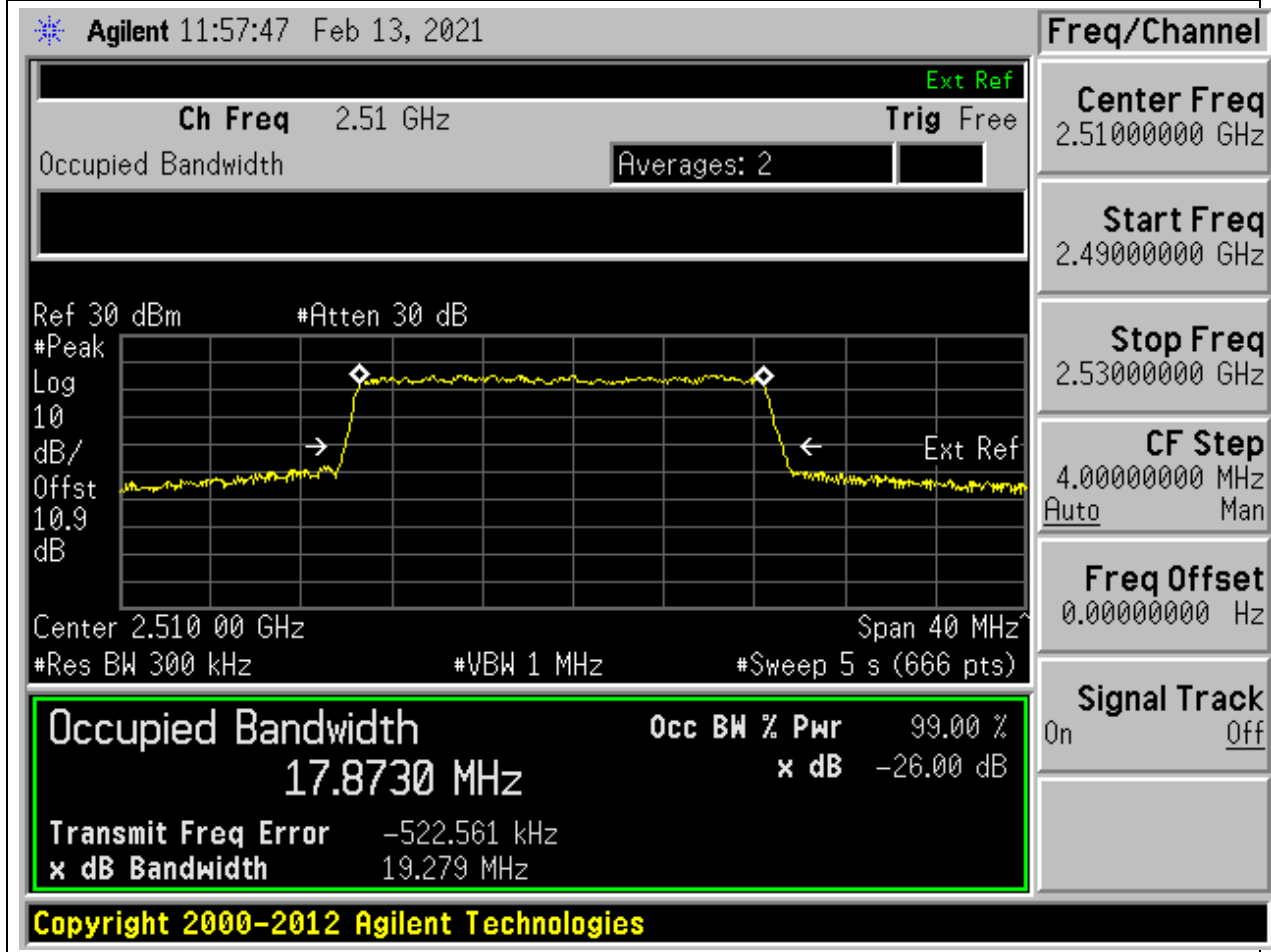 Agilent 11:57:47 Feb 13, 2021
Ext Ref
Ch Freq 2.51 GHz Trig Free
Occupied Bandwidth Averages: 2
Ref 30 dBm #Atten 30 dB
#Peak
Log
10
dB/
Offst
10.9
dB
Ext Ref
Center 2.510 00 GHz Span 40 MHz^
#Res BW 300 kHz #VBW 1 MHz #Sweep 5 s (666 pts)
Occupied Bandwidth Occ BW % Pwr 99.00 %
17.8730 MHz x dB -26.00 dB
Transmit Freq Error -522.561 kHz
x dB Bandwidth 19.279 MHz
Copyright 2000-2012 Agilent Technologies
Freq/Channel
Center Freq
2.51000000 GHz
Start Freq
2.49000000 GHz
Stop Freq
2.53000000 GHz
CF Step
4.00000000 MHz
Auto Man
Freq Offset
0.00000000 Hz
Signal Track
On Off